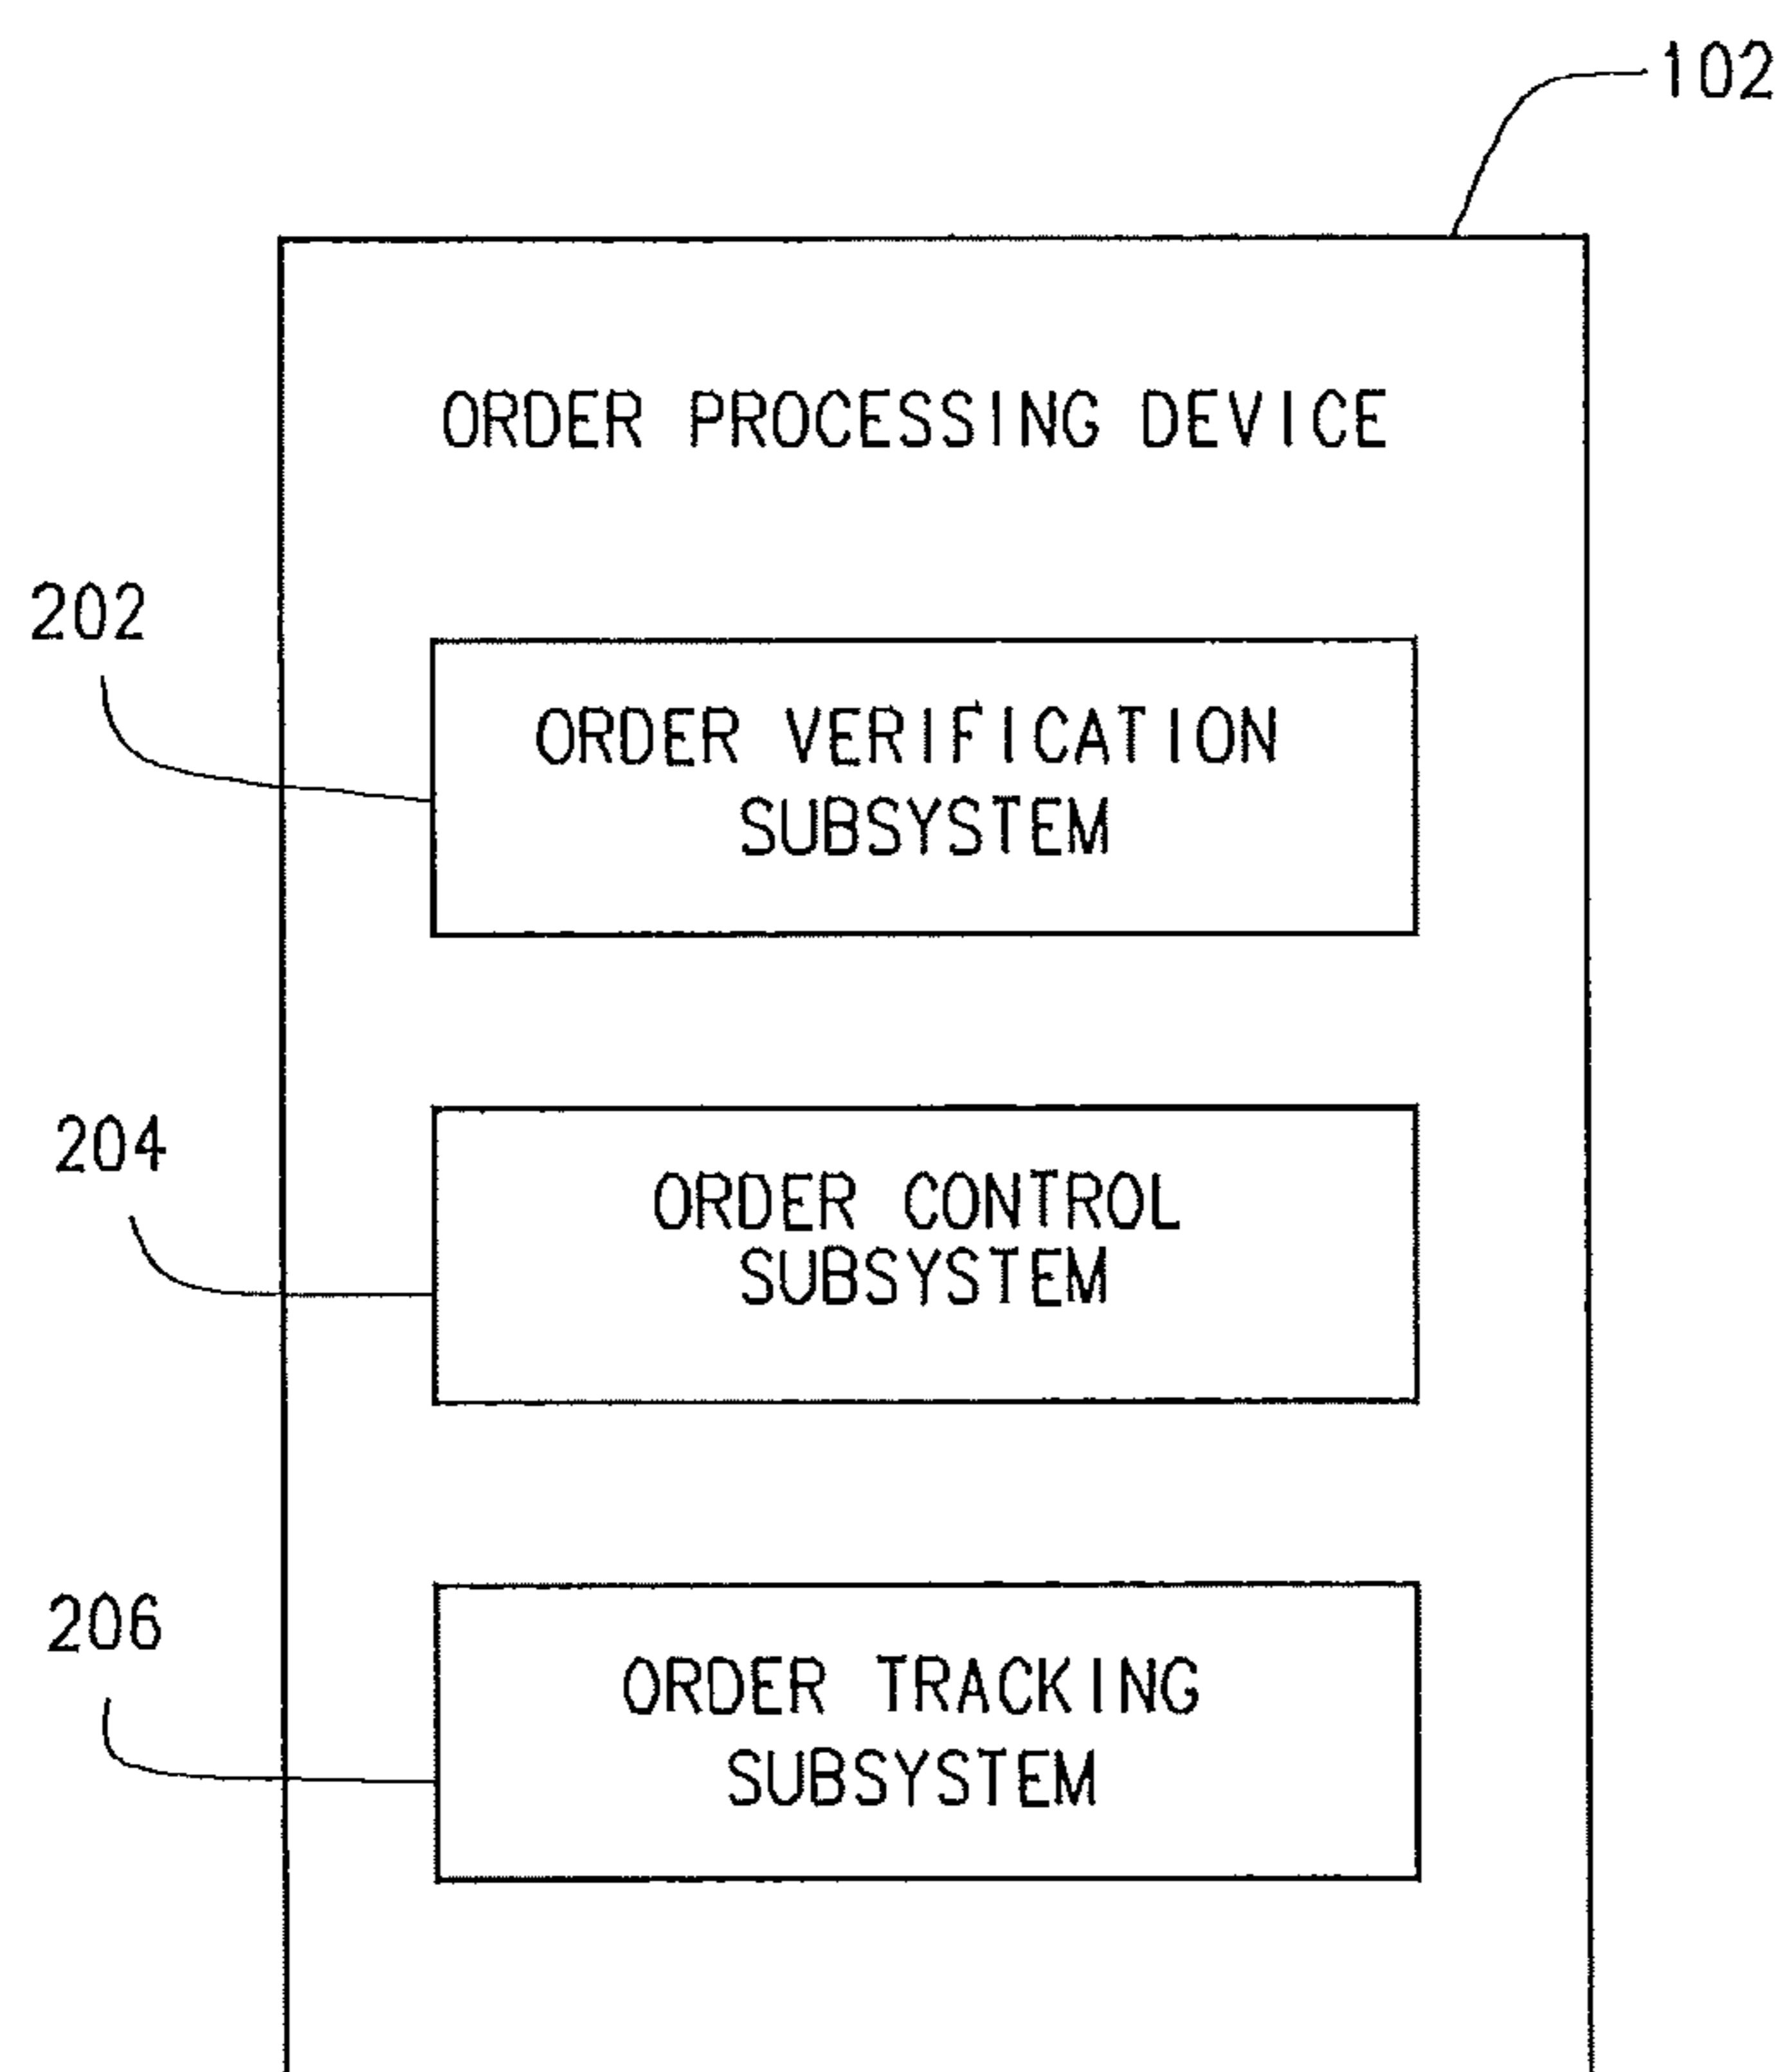 102
ORDER PROCESSING DEVICE
202
ORDER VERIFICATION
SUBSYSTEM
204
ORDER CONTROL
SUBSYSTEM
206
ORDER TRACKING
SUBSYSTEM